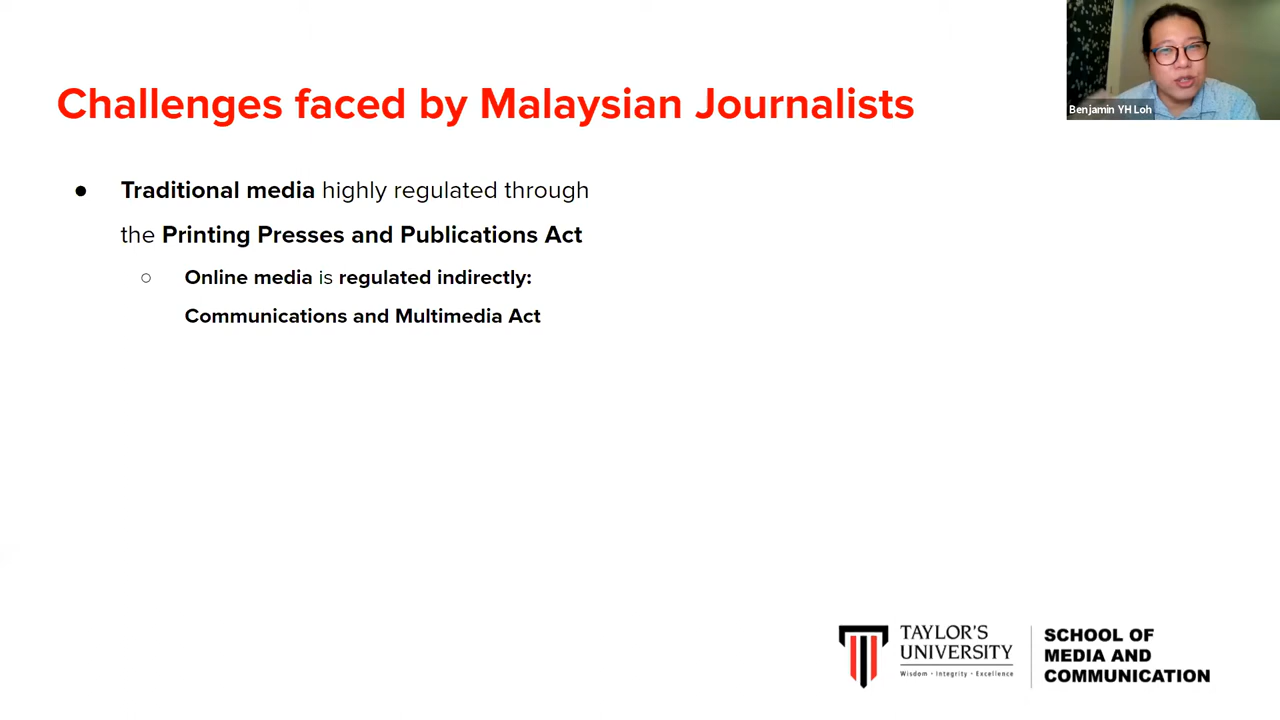 Benjamin YH Loh
Challenges faced by Malaysian Journalists
● Traditional media highly regulated through
the Printing Presses and Publications Act
○ Online media is regulated indirectly:
Communications and Multimedia Act
TAYLOR'S
UNIVERSITY
Wisdom · Integrity · Excellence
SCHOOL OF
MEDIA AND
COMMUNICATION